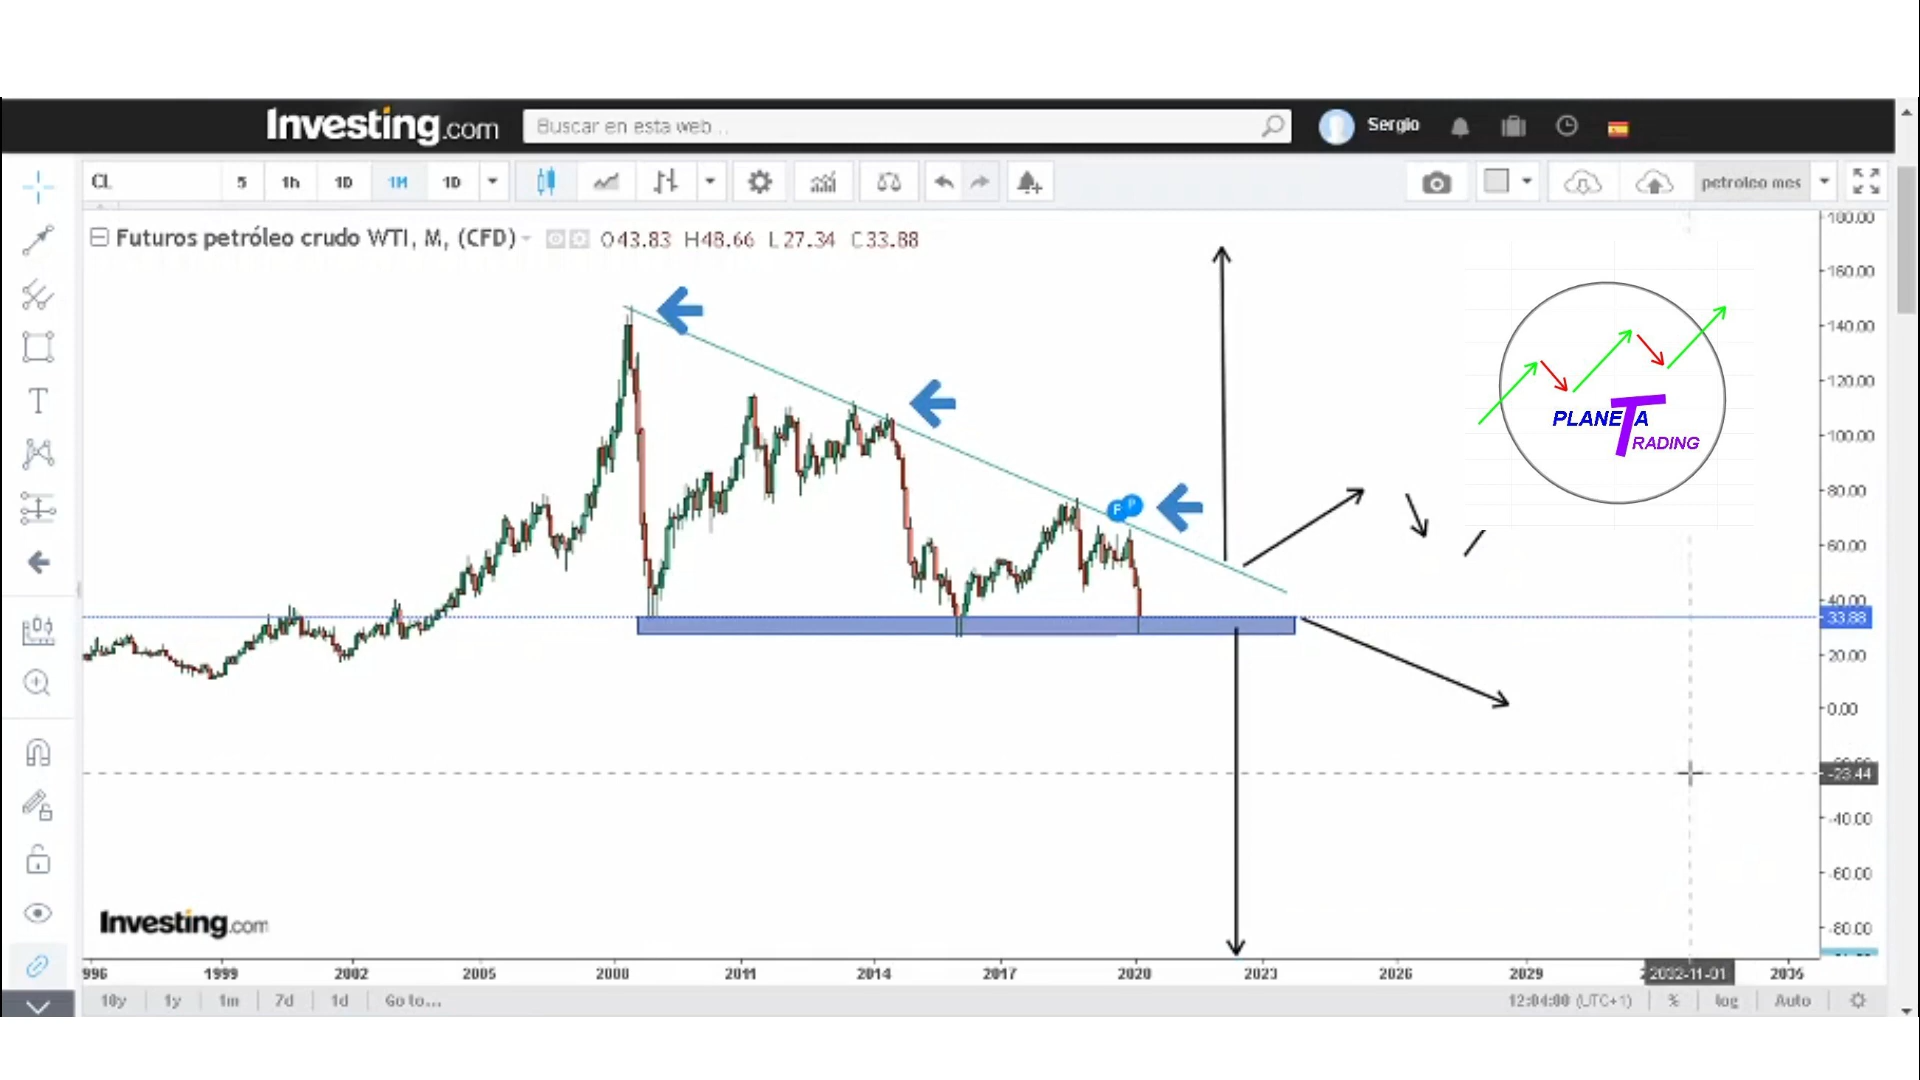 Investing.com
Buscar en esta web...
Sergio
CL 5 1h 1D 1M 1D petroleo mes
Futuros petróleo crudo WTI, M, (CFD) O43.83 H48.66 L27.34 C33.88
180.00
160.00
140.00
120.00
100.00
80.00
60.00
40.00
33.88
20.00
0.00
-23.44
-40.00
-60.00
-80.00
PLANETA
TRADING
F P
Investing.com
996 1999 2002 2005 2008 2011 2014 2017 2020 2023 2026 2029 2032-11-01 2035
10y 1y 1m 7d 1d Go to... 12:04:00 (UTC+1) % log Auto